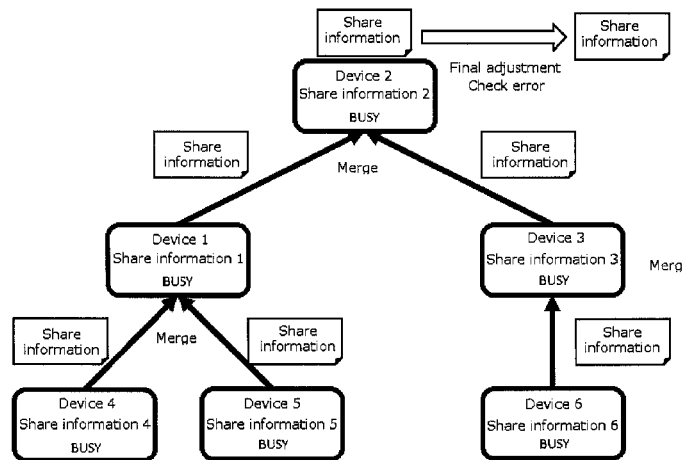 Share
information
Share
information
Final adjustment
Check error
Device 2
Share information 2
BUSY
Share
information
Merge
Share
information
Device 1
Share information 1
BUSY
Device 3
Share information 3
BUSY
Merg
Share
information
Merge
Share
information
Share
information
Device 4
Share information 4
BUSY
Device 5
Share information 5
BUSY
Device 6
Share information 6
BUSY